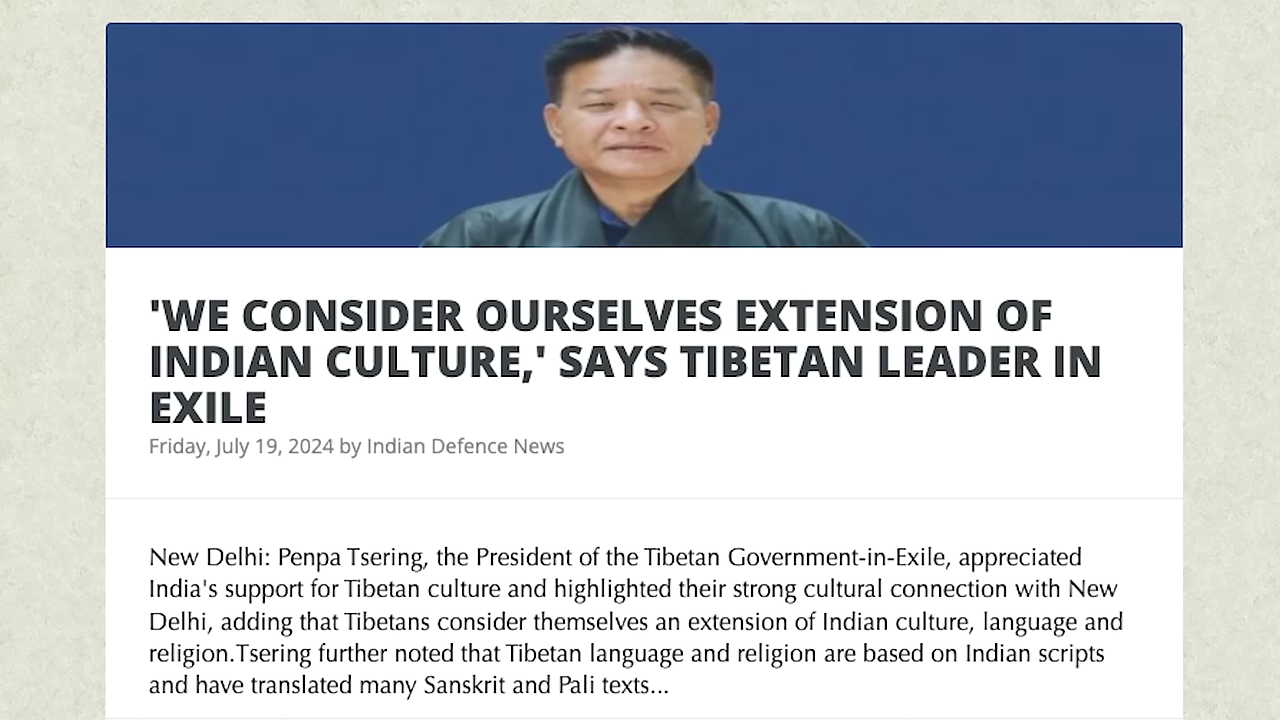 'WE CONSIDER OURSELVES EXTENSION OF
INDIAN CULTURE,' SAYS TIBETAN LEADER IN
EXILE
Friday, July 19, 2024 by Indian Defence News
New Delhi: Penpa Tsering, the President of the Tibetan Government-in-Exile, appreciated
India's support for Tibetan culture and highlighted their strong cultural connection with New
Delhi, adding that Tibetans consider themselves an extension of Indian culture, language and
religion.Tsering further noted that Tibetan language and religion are based on Indian scripts
and have translated many Sanskrit and Pali texts...